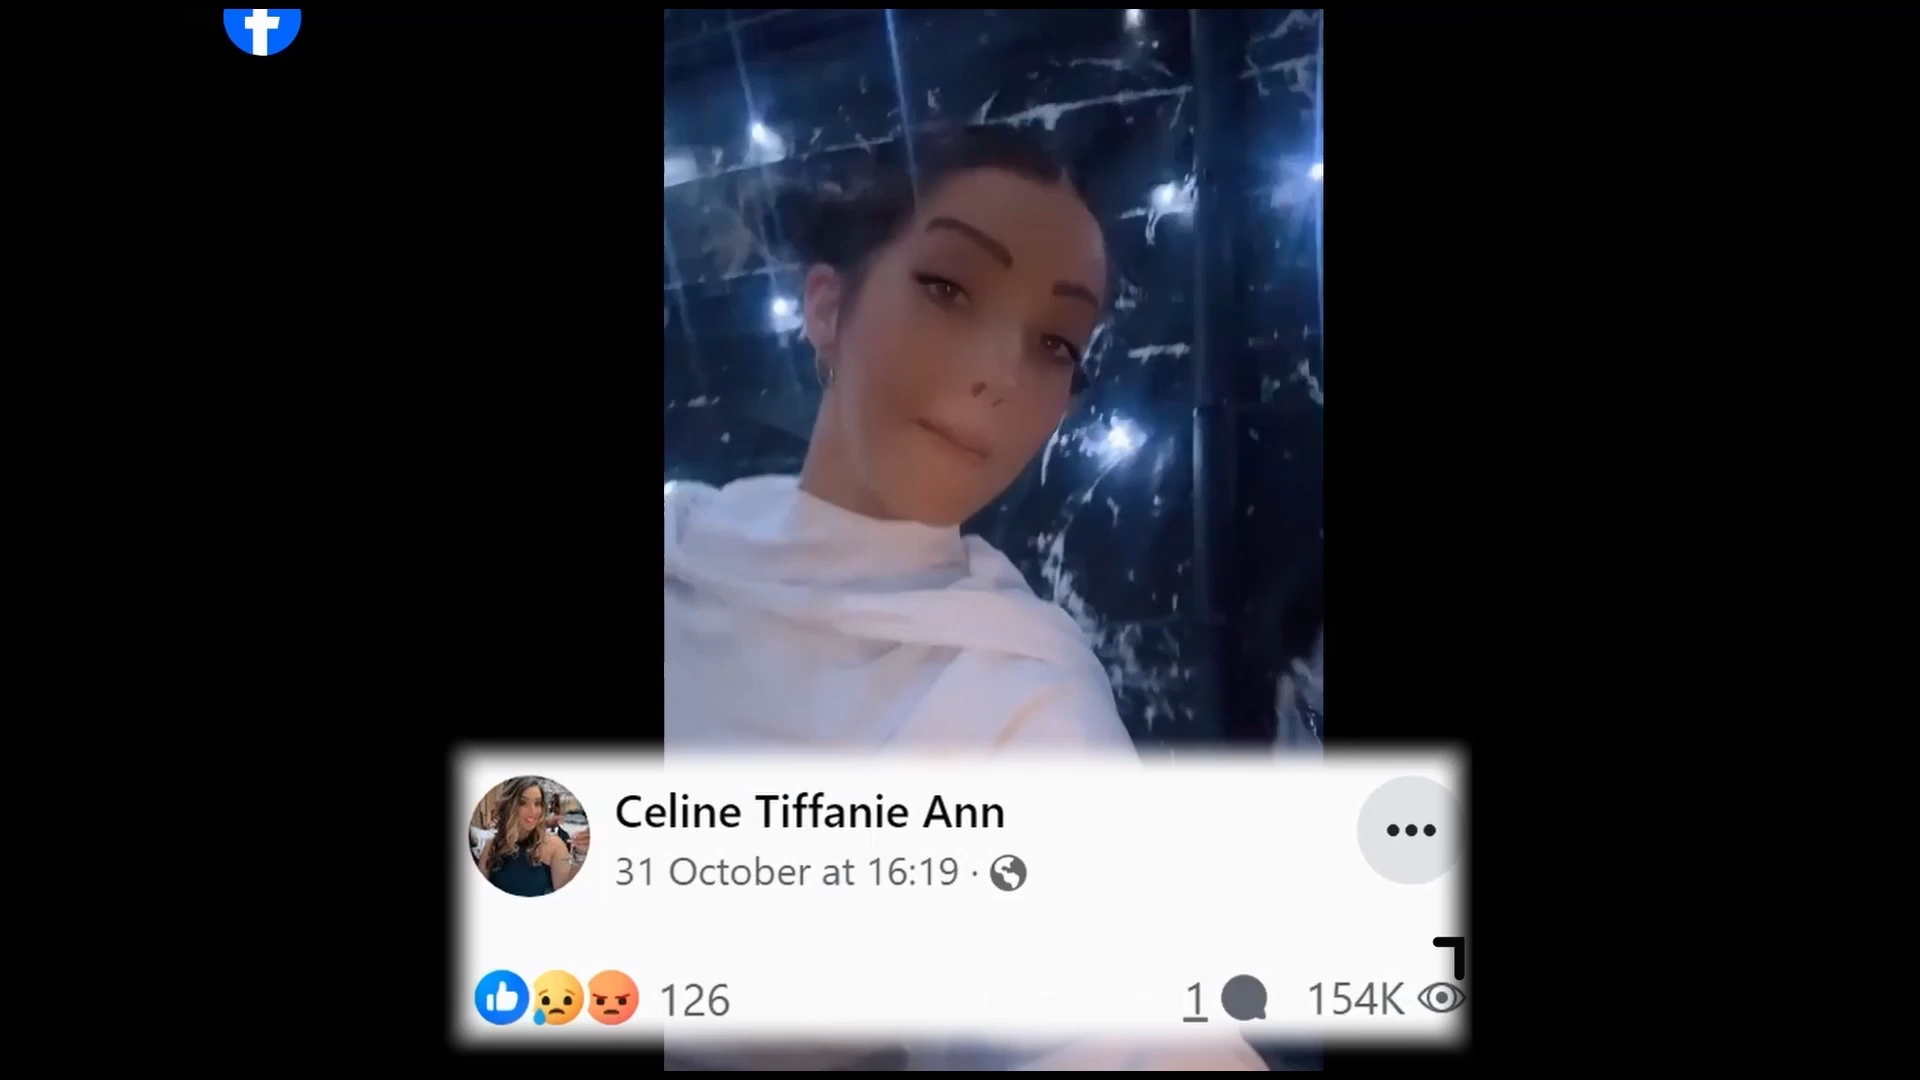 Celine Tiffanie Ann
31 October at 16:19 ·
126
1
154K